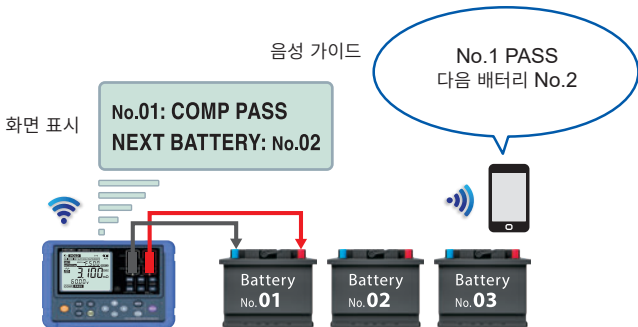 음성 가이드
No.1 PASS
다음 배터리 No.2
화면 표시
No.01: COMP PASS
NEXT BATTERY: No.02
HIOKI
3.100
Battery
No.01
Battery
No.02
Battery
No.03